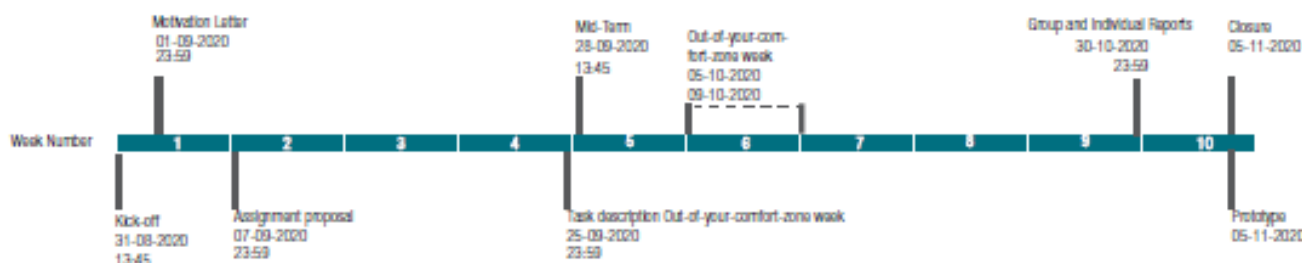 Motivation Letter
01-09-2020
23:59
Mid-Term
28-09-2020
13:45
Out-of-your-com-
fort-zone week
05-10-2020
09-10-2020
Group and Individual Reports
30-10-2020
23:59
Closure
05-11-2020
Week Number
1 2 3 4 5 6 7 8 9 10
Kick-off
31-08-2020
13:45
Assignment proposal
07-09-2020
23:59
Task description Out-of-your-comfort-zone week
25-09-2020
23:59
Prototype
05-11-2020